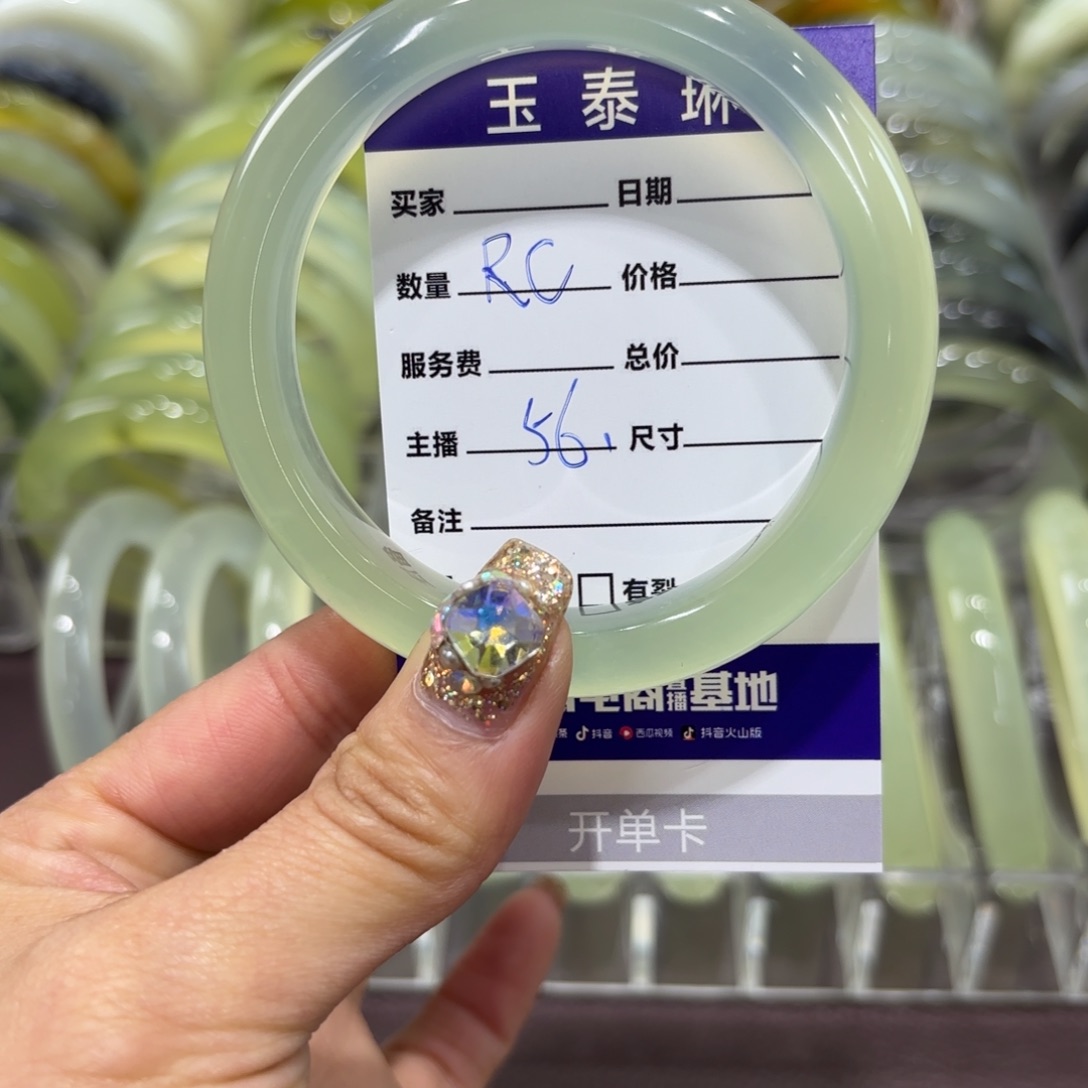 玉泰琳
买家 日期
数量 RC 价格
服务费 总价
主播 56. 尺寸
备注
有裂
基地
抖音 西瓜视频 抖音火山版
开单卡